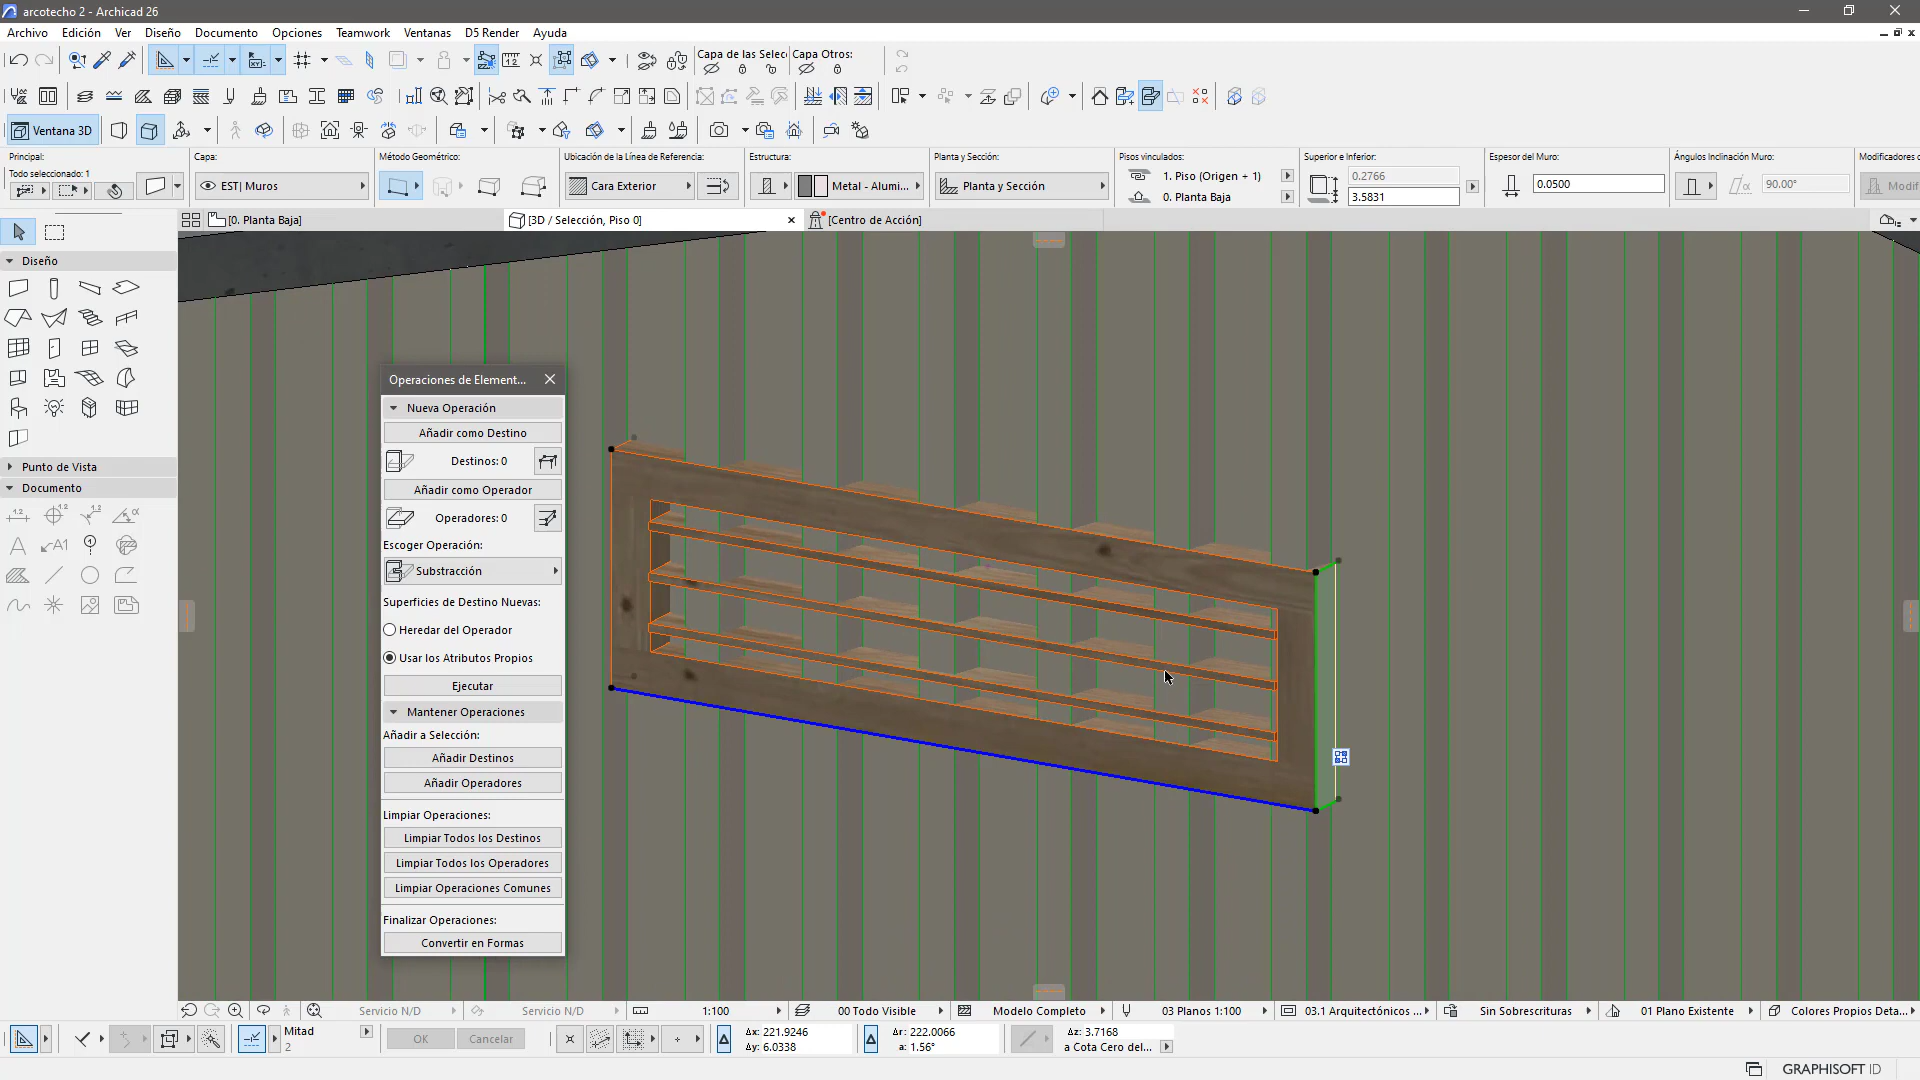 arcotecho 2 - Archicad 26
Archivo Edición Ver Diseño Documento Opciones Teamwork Ventanas D5 Render Ayuda
Capa de las Selec Capa Otros:
Ventana 3D
Principal:
Todo seleccionado: 1
Capa:
EST| Muros
Método Geométrico:
Ubicación de la Línea de Referencia:
Cara Exterior
Estructura:
Metal - Alumi...
Planta y Sección:
Planta y Sección
Pisos vinculados:
1. Piso (Origen + 1)
0. Planta Baja
Superior e Inferior:
0.2766
3.5831
Espesor del Muro:
0.0500
Ángulos Inclinación Muro:
90.00°
Modificadores
Modif
[0. Planta Baja]
[3D / Selección, Piso 0]
[Centro de Acción]
Diseño
Punto de Vista
Documento
Operaciones de Element...
Nueva Operación
Añadir como Destino
Destinos: 0
Añadir como Operador
Operadores: 0
Escoger Operación:
Substracción
Superficies de Destino Nuevas:
Heredar del Operador
Usar los Atributos Propios
Ejecutar
Mantener Operaciones
Añadir a Selección:
Añadir Destinos
Añadir Operadores
Limpiar Operaciones:
Limpiar Todos los Destinos
Limpiar Todos los Operadores
Limpiar Operaciones Comunes
Finalizar Operaciones:
Convertir en Formas
Servicio N/D Servicio N/D 1:100 00 Todo Visible Modelo Completo 03 Planos 1:100 03.1 Arquitectónicos ... Sin Sobrescrituras 01 Plano Existente Colores Propios Deta...
Mitad
2
OK Cancelar
Δx: 221.9246
Δy: 6.0338
Δr: 222.0066
a: 1.56°
Δz: 3.7168
a Cota Cero del...
GRAPHISOFT ID